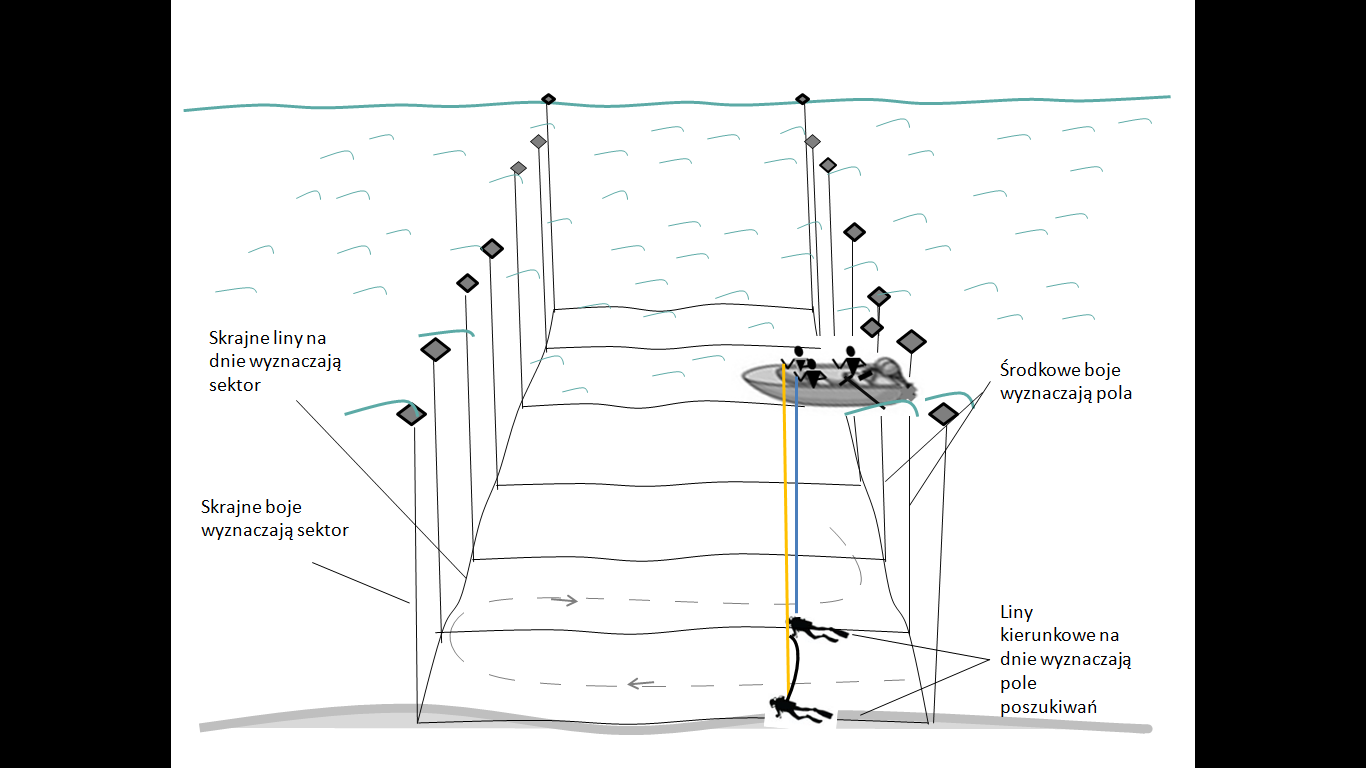 Skrajne liny na
dnie wyznaczają
sektor
Środkowe boje
wyznaczają pola
Skrajne boje
wyznaczają sektor
Liny
kierunkowe na
dnie wyznaczają
pole
poszukiwań